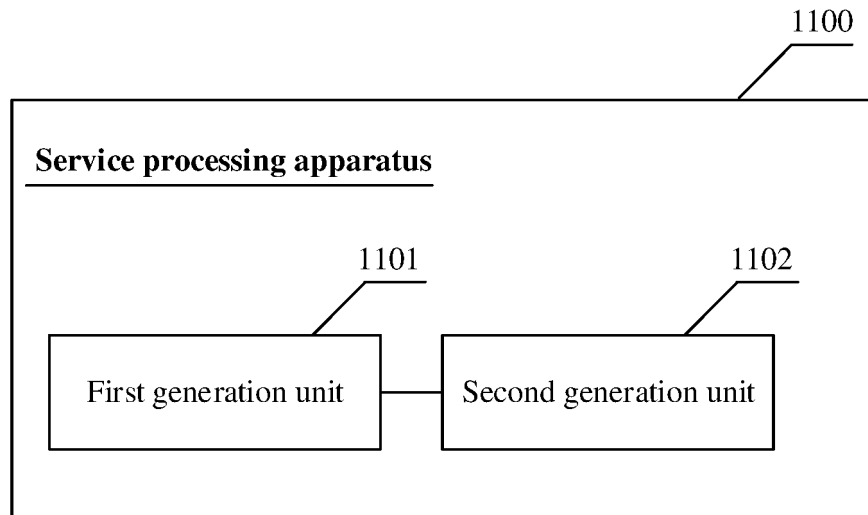 1100
Service processing apparatus
1101
1102
First generation unit
Second generation unit